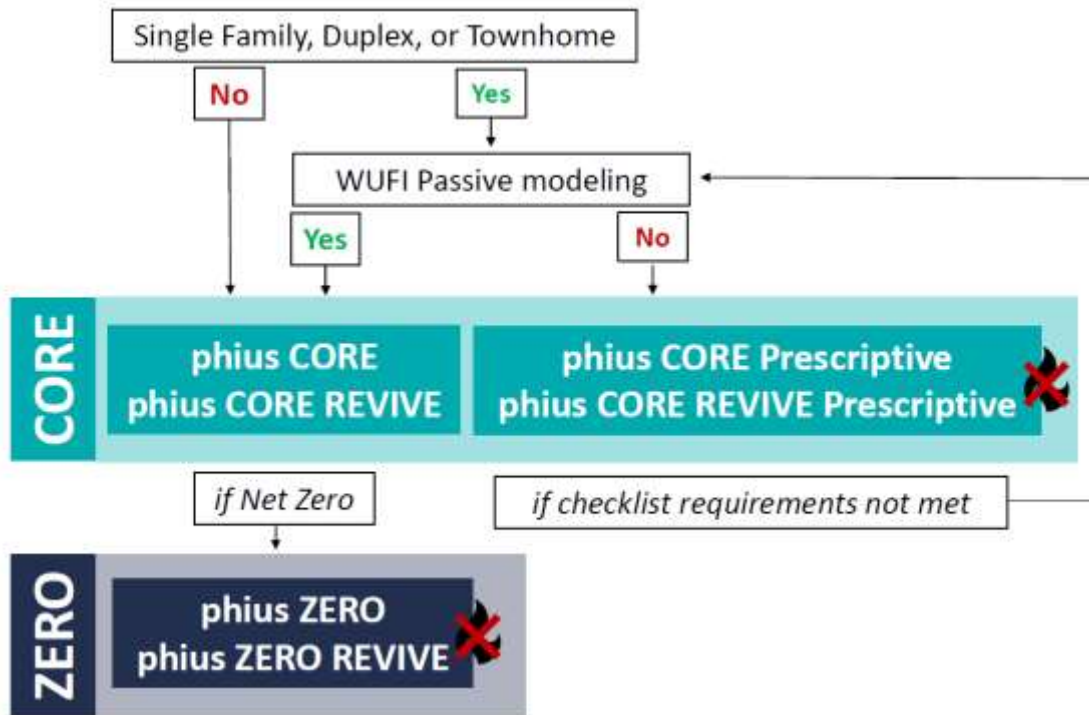 Single Family, Duplex, or Townhome
No
Yes
WUFI Passive modeling
Yes
No
CORE
phius CORE
phius CORE REVIVE
phius CORE Prescriptive
phius CORE REVIVE Prescriptive
if Net Zero
if checklist requirements not met
ZERO
phius ZERO
phius ZERO REVIVE